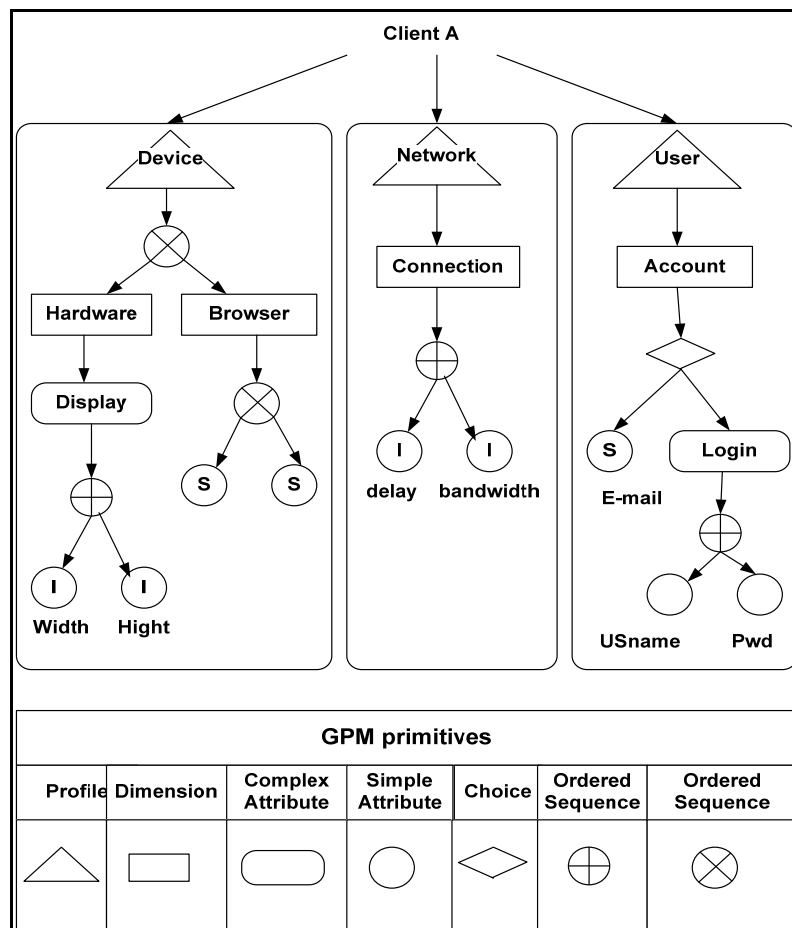 Client A
Device
Network
User
Connection
Account
Hardware
Browser
Display
S
S
I
I
S
Login
delay
bandwidth
E-mail
I
I
Width
Hight
USname
Pwd
GPM primitives
Profile
Dimension
Complex
Attribute
Simple
Attribute
Choice
Ordered
Sequence
Ordered
Sequence